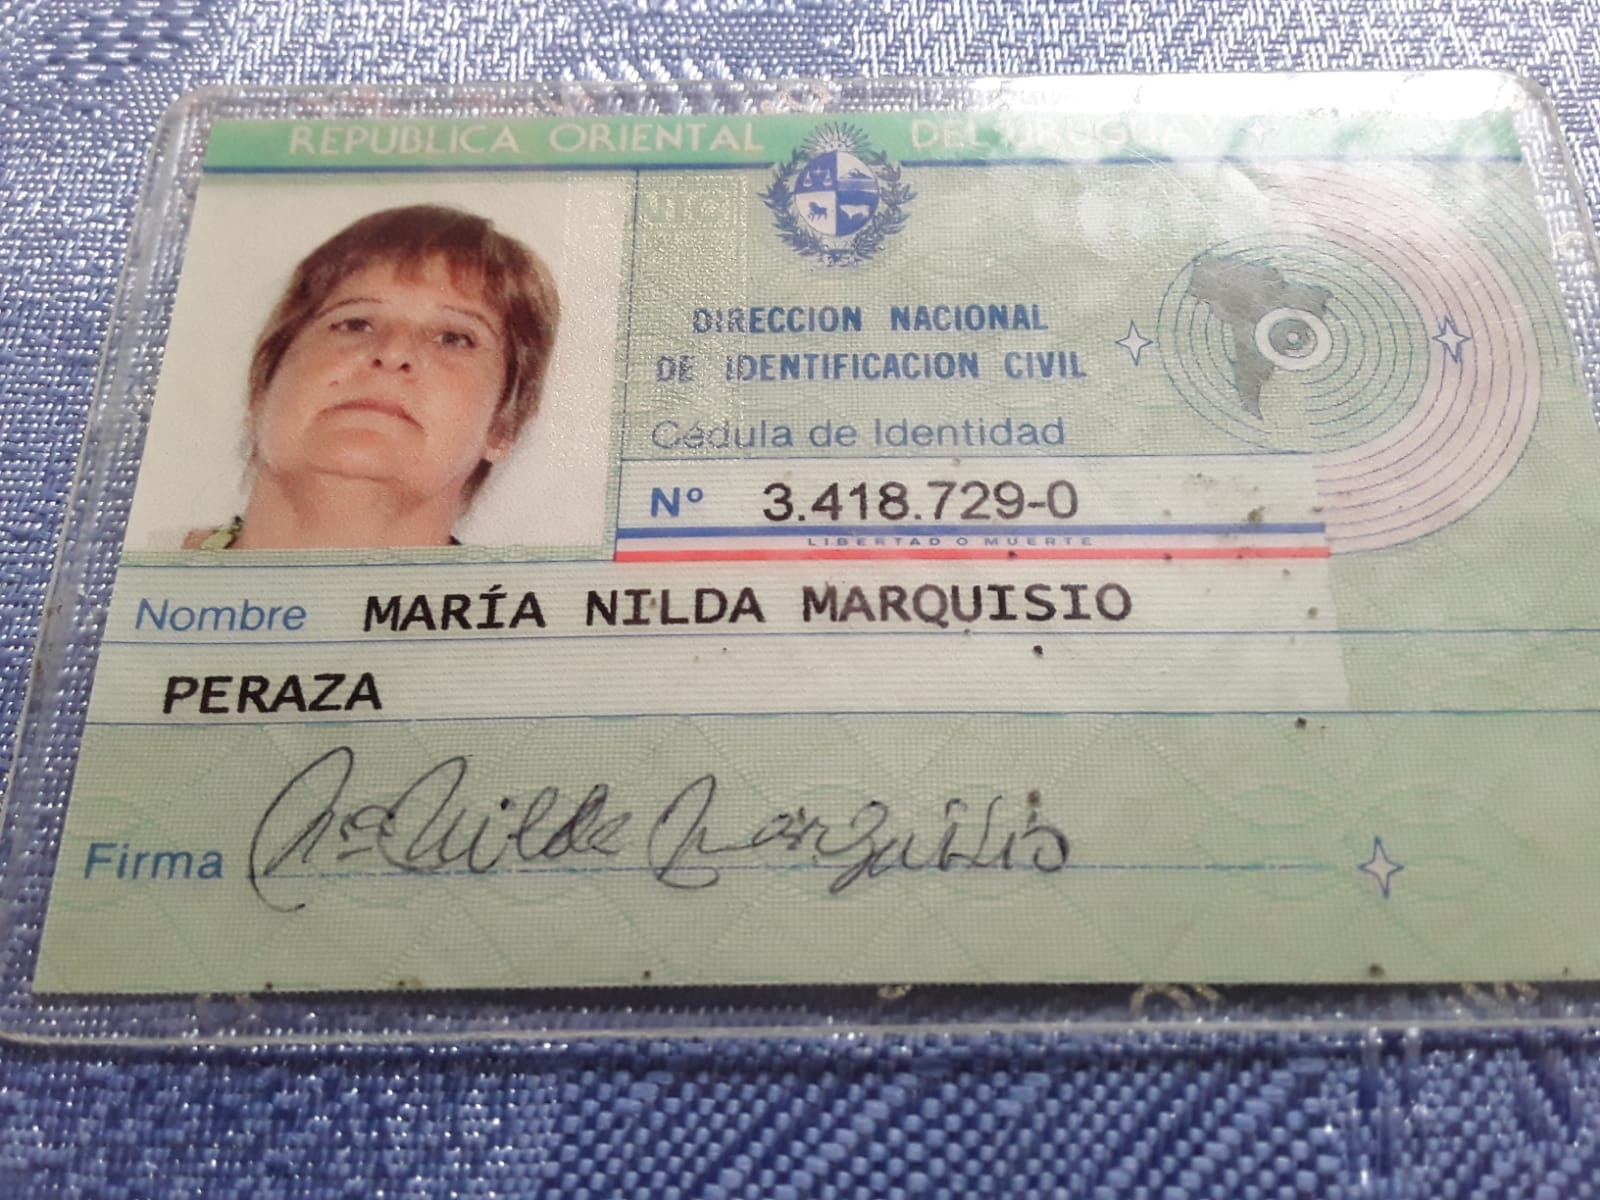 REPUBLICA ORIENTAL DEL URUGUAY
DIRECCION NACIONAL
DE IDENTIFICACION CIVIL
Cédula de Identidad
Nº 3.418.729-0
LIBERTAD O MUERTE
Nombre MARÍA NILDA MARQUISIO
PERAZA
Firma Mª Nilda Marquisio